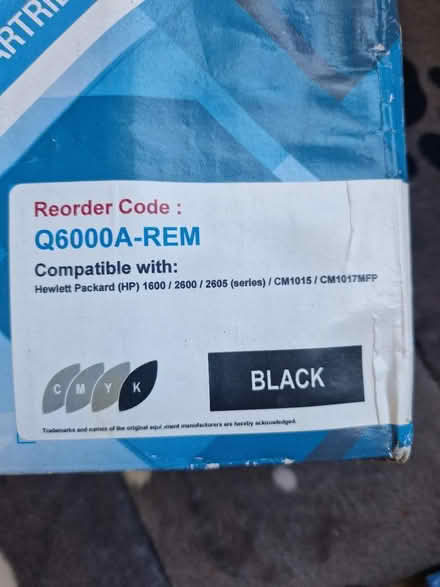 Reorder Code :
Q6000A-REM
Compatible with:
Hewlett Packard (HP) 1600 / 2600 / 2605 (series) / CM1015 / CM1017MFP
C M Y K
BLACK
Trademarks and names of the original equipment manufacturers are hereby acknowledged.